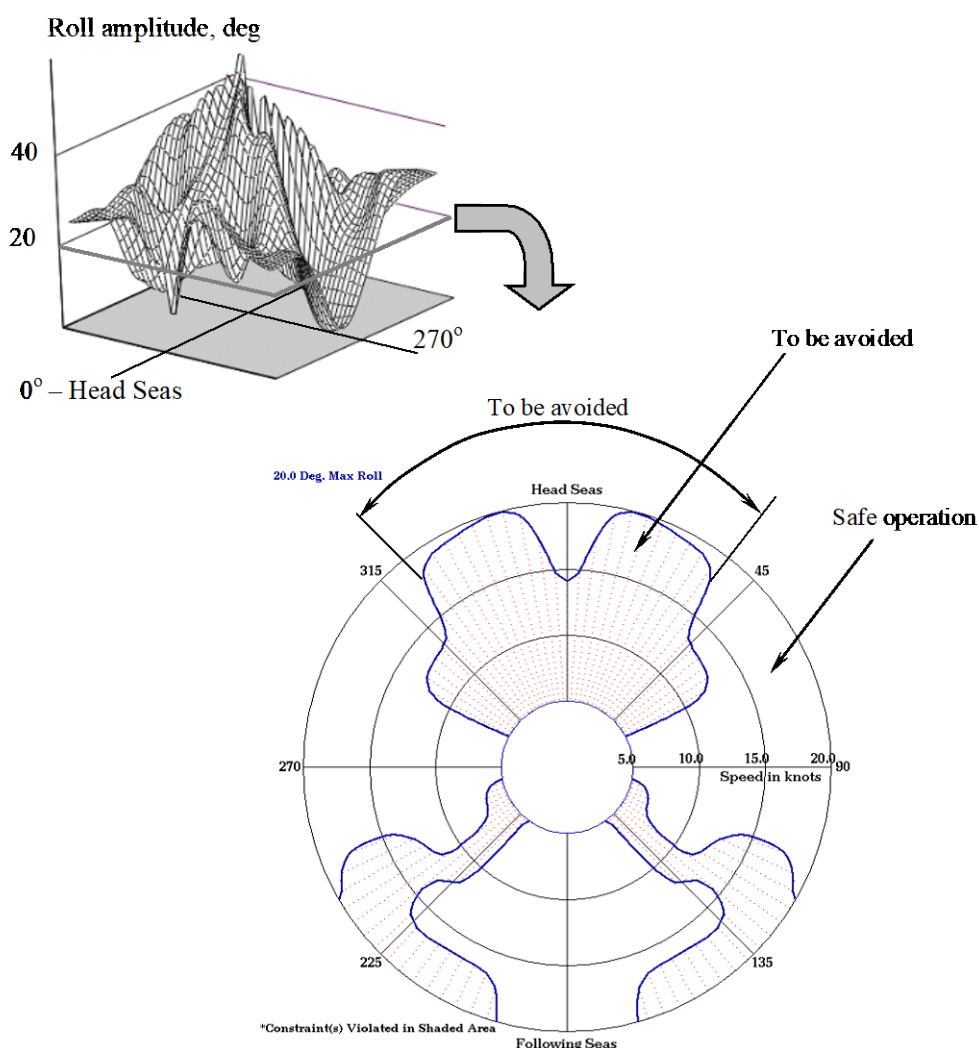 Roll amplitude, deg
40
20
270°
0° – Head Seas
To be avoided
To be avoided
20.0 Deg. Max Roll
Head Seas
Safe operation
315
45
270
5.0
10.0
15.0
20.0
90
Speed in knots
225
135
*Constraint(s) Violated in Shaded Area
Following Seas